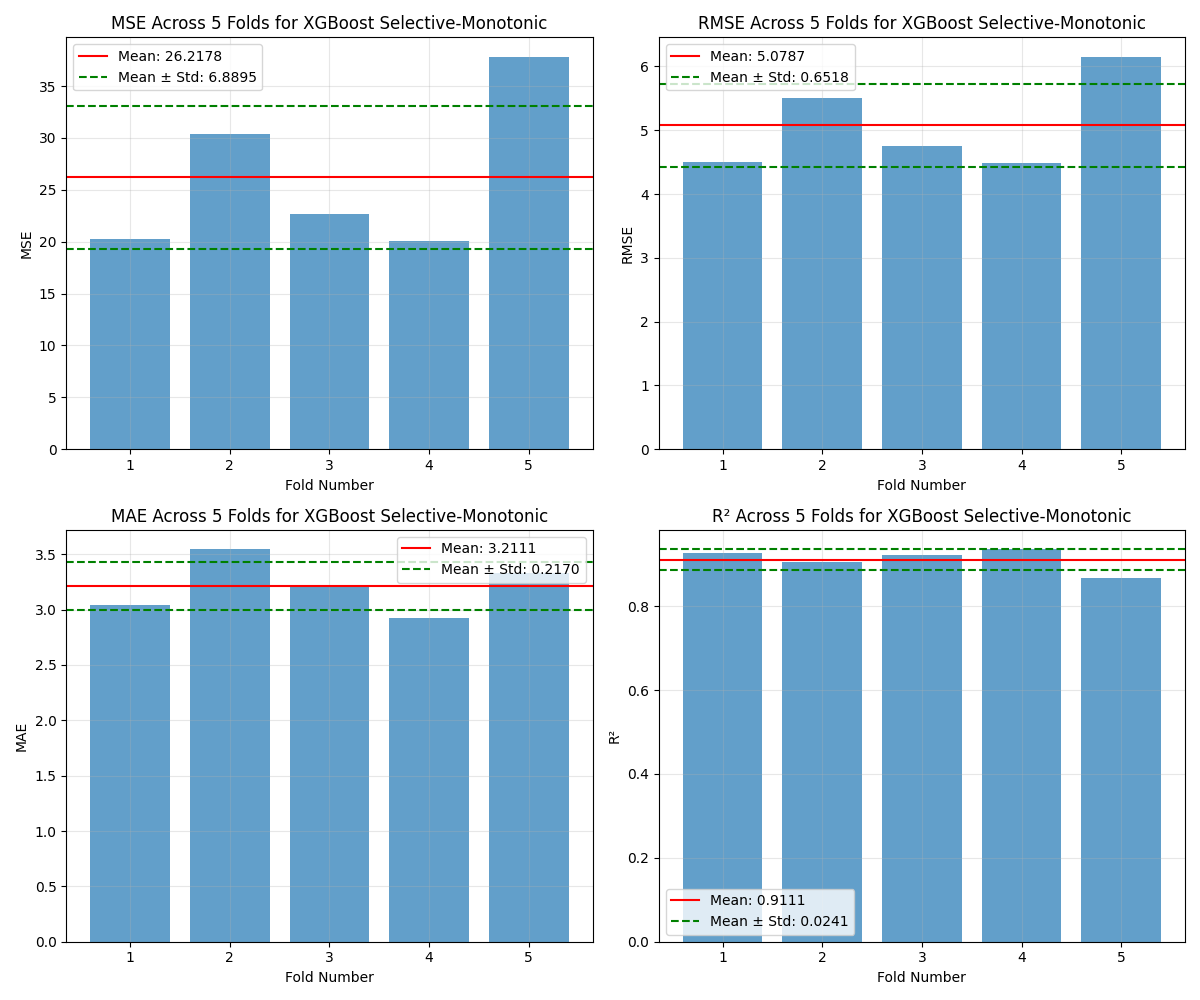 MSE Across 5 Folds for XGBoost Selective-Monotonic
Mean: 26.2178
Mean ± Std: 6.8895
MSE
35
30
25
20
15
10
5
0
1 2 3 4 5
Fold Number
RMSE Across 5 Folds for XGBoost Selective-Monotonic
Mean: 5.0787
Mean ± Std: 0.6518
RMSE
6
5
4
3
2
1
0
1 2 3 4 5
Fold Number
MAE Across 5 Folds for XGBoost Selective-Monotonic
Mean: 3.2111
Mean ± Std: 0.2170
MAE
3.5
3.0
2.5
2.0
1.5
1.0
0.5
0.0
1 2 3 4 5
Fold Number
R² Across 5 Folds for XGBoost Selective-Monotonic
R²
0.8
0.6
0.4
0.2
0.0
Mean: 0.9111
Mean ± Std: 0.0241
1 2 3 4 5
Fold Number